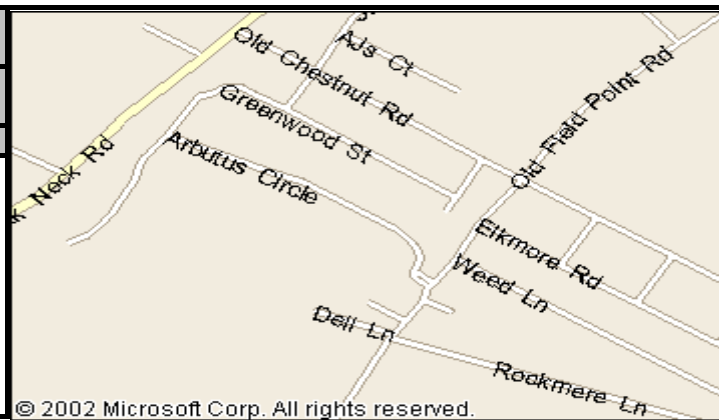 AJs Ct
Old Chestnut Rd
Old Field Point Rd
Greenwood St
Neck Rd
Arbutus Circle
Elkmore Rd
Weed Ln
Dell Ln
Rockmere Ln
© 2002 Microsoft Corp. All rights reserved.